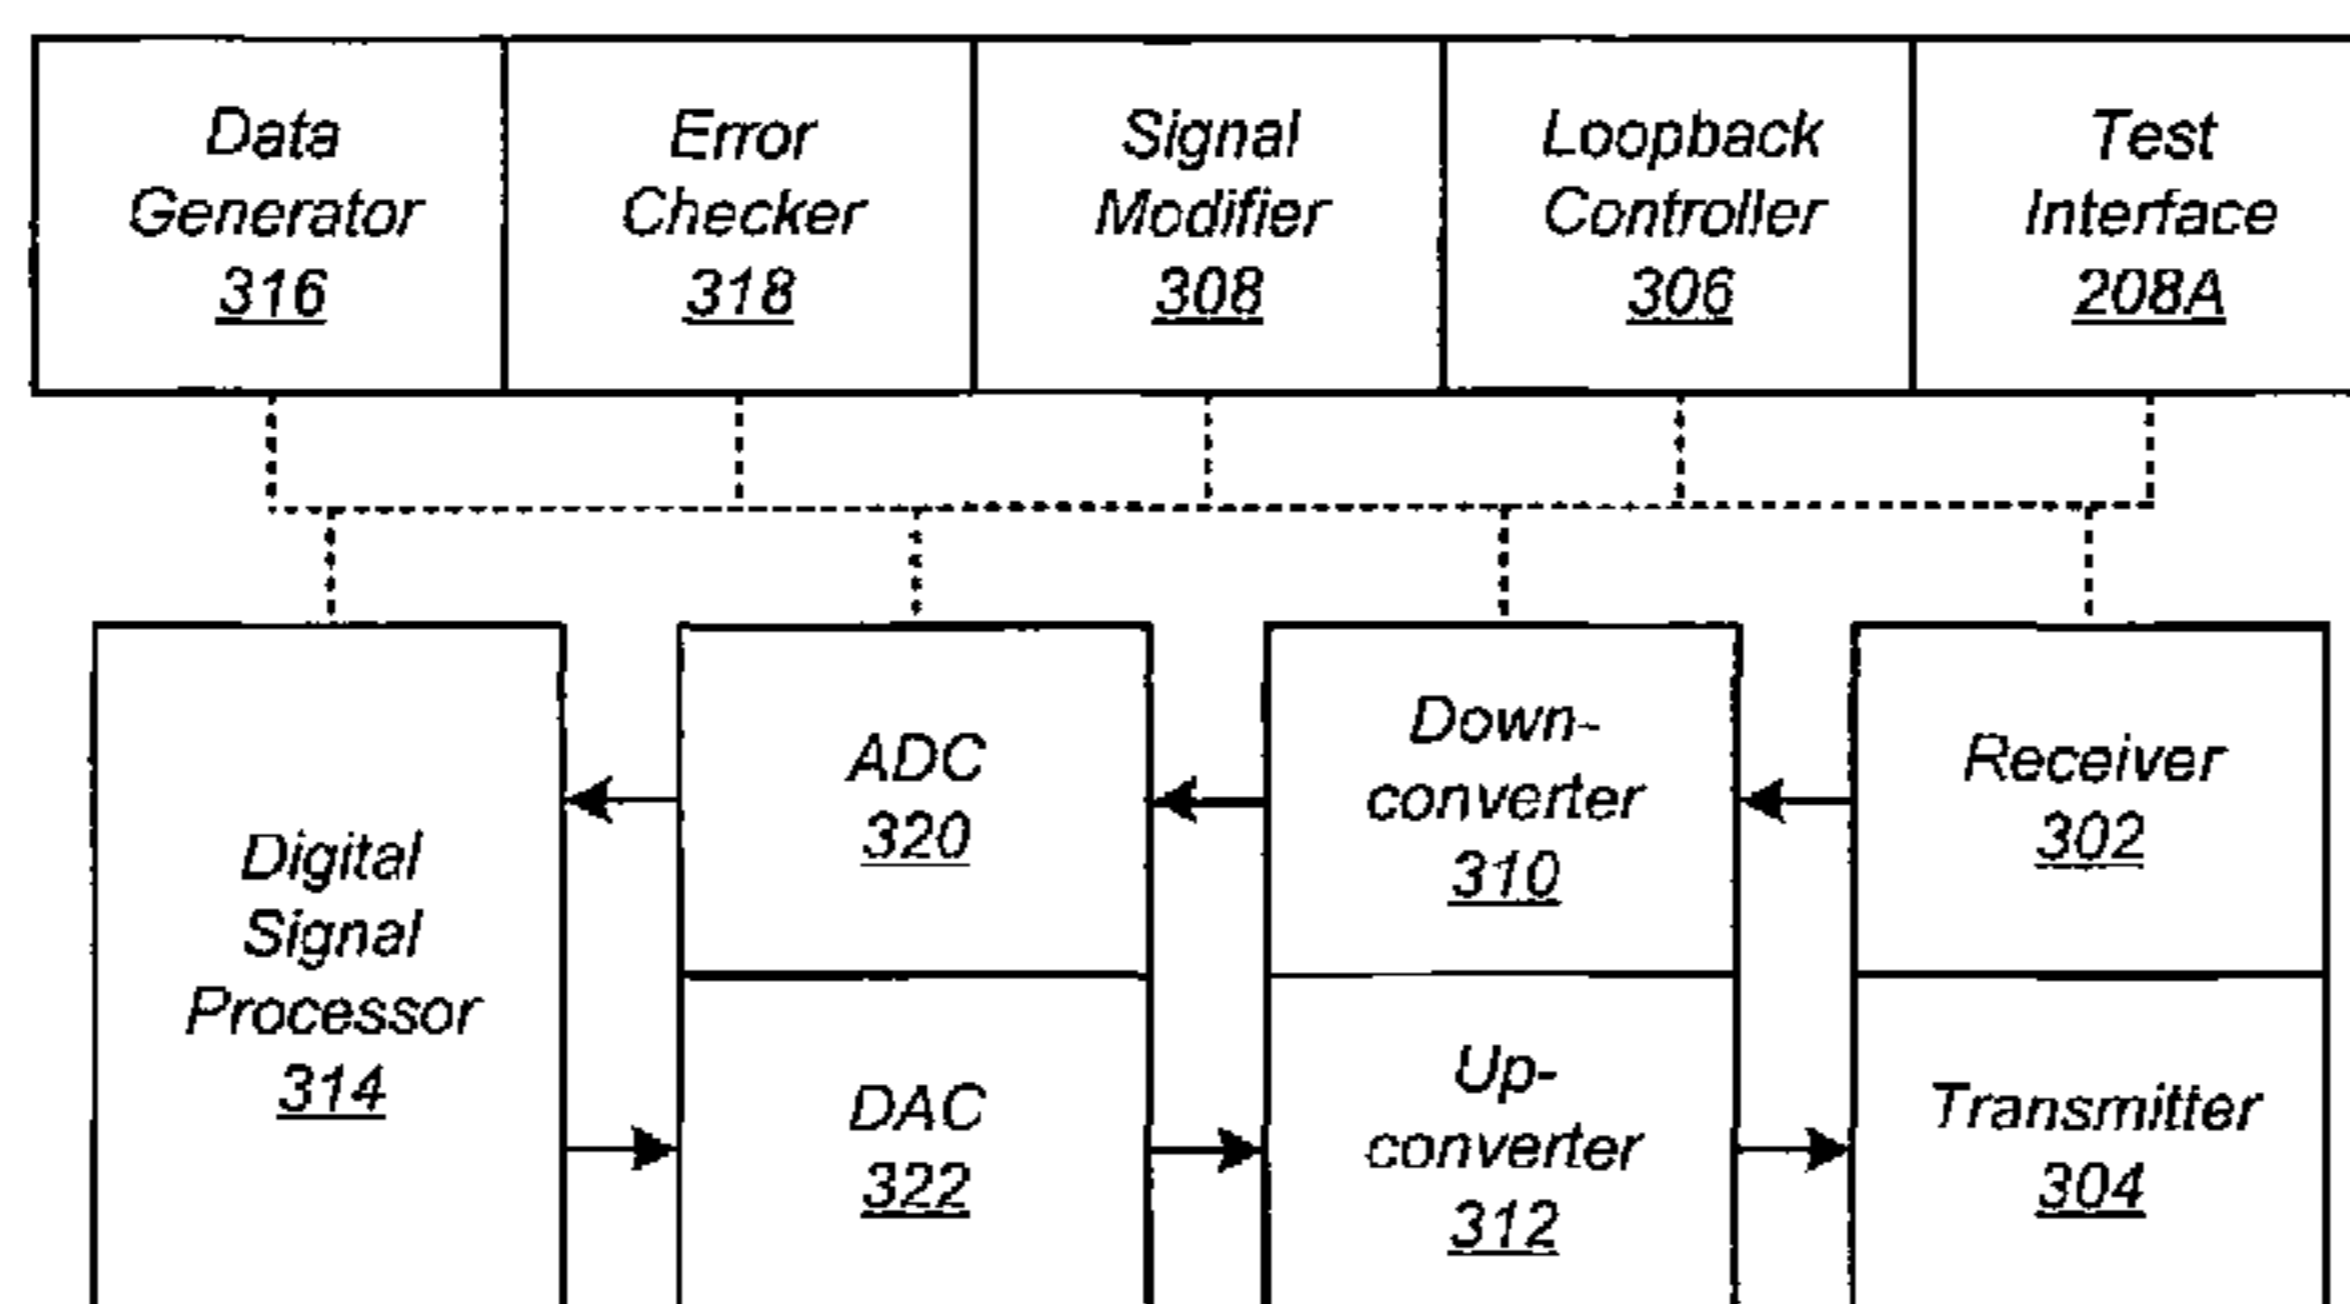 Data
Generator
316
Error
Checker
318
Signal
Modifier
308
Loopback
Controller
306
Test
Interface
208A
Digital
Signal
Processor
314
ADC
320
DAC
322
Down-
converter
310
Up-
converter
312
Receiver
302
Transmitter
304